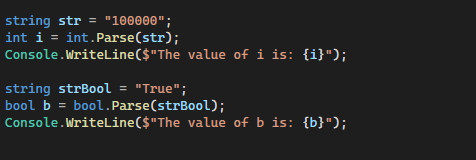 string str = "100000";
int i = int.Parse(str);
Console.WriteLine($"The value of i is: {i}");
string strBool = "True";
bool b = bool.Parse(strBool);
Console.WriteLine($"The value of b is: {b}");